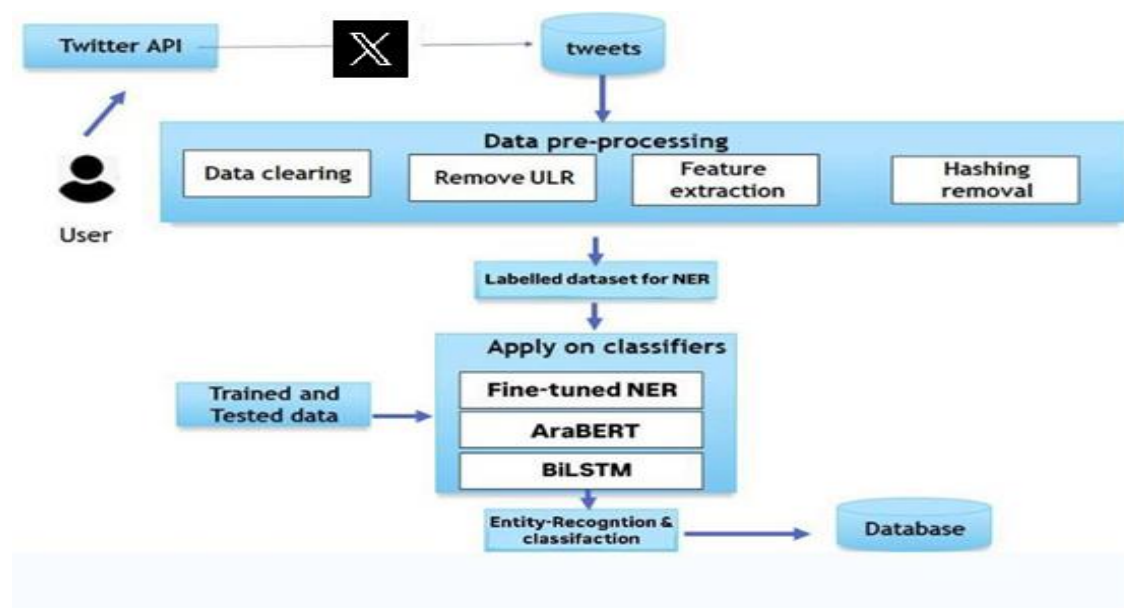 Twitter API
X
tweets
User
Data pre-processing
Data clearing
Remove ULR
Feature
extraction
Hashing
removal
Labelled dataset for NER
Apply on classifiers
Fine-tuned NER
AraBERT
BiLSTM
Trained and
Tested data
Entity-Recogntion &
classifaction
Database